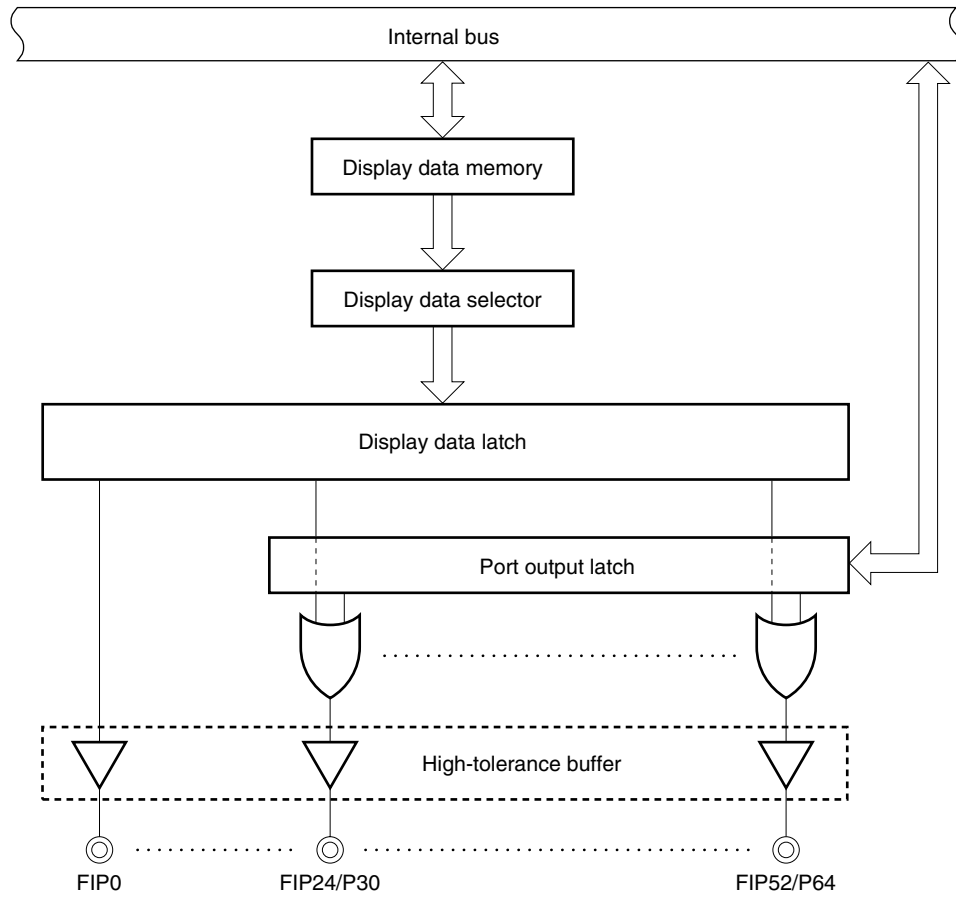 Internal bus
Display data memory
Display data selector
Display data latch
Port output latch
High-tolerance buffer
FIP0
FIP24/P30
FIP52/P64